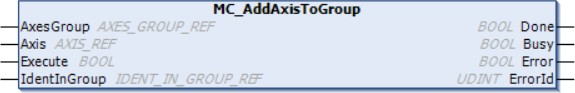 MC_AddAxisToGroup
AxesGroup AXES_GROUP_REF BOOL Done
Axis AXIS_REF BOOL Busy
Execute BOOL BOOL Error
IdentInGroup IDENT_IN_GROUP_REF UDINT ErrorId